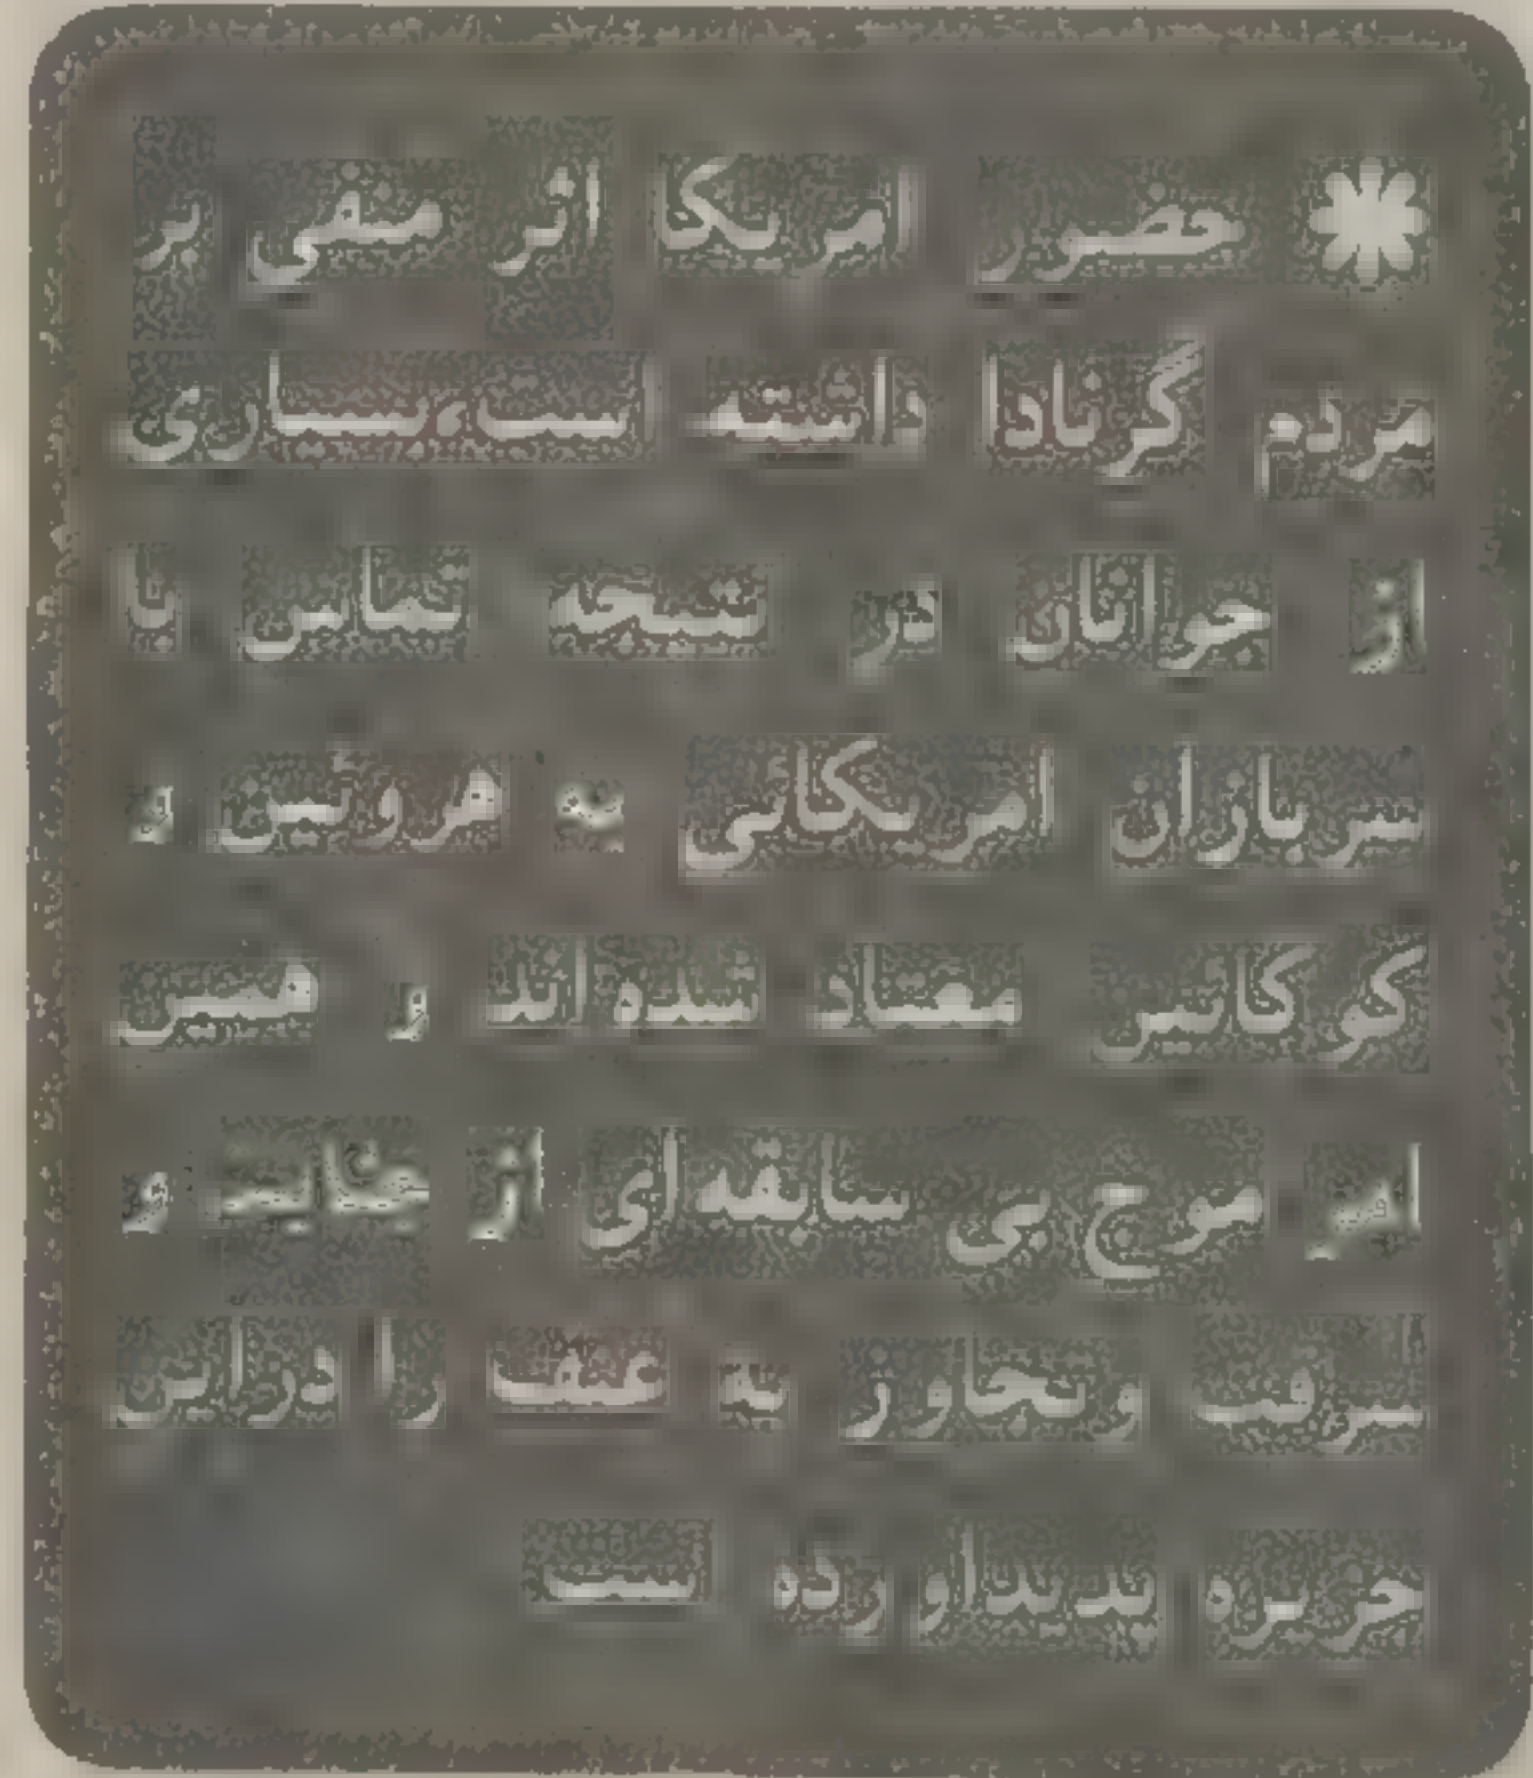 حضور امریکا اثر منفی بر
مردم گرنادا داشته است، بسیاری
از جوانان در نتیجه تماس با
سربازان امریکائی به هروئین و
کوکائین معتاد شده‌اند و همین
امر موج بی سابقه‌ای از
سرقت و تجاوز به عنف را در این
جزیره پدید آورده است